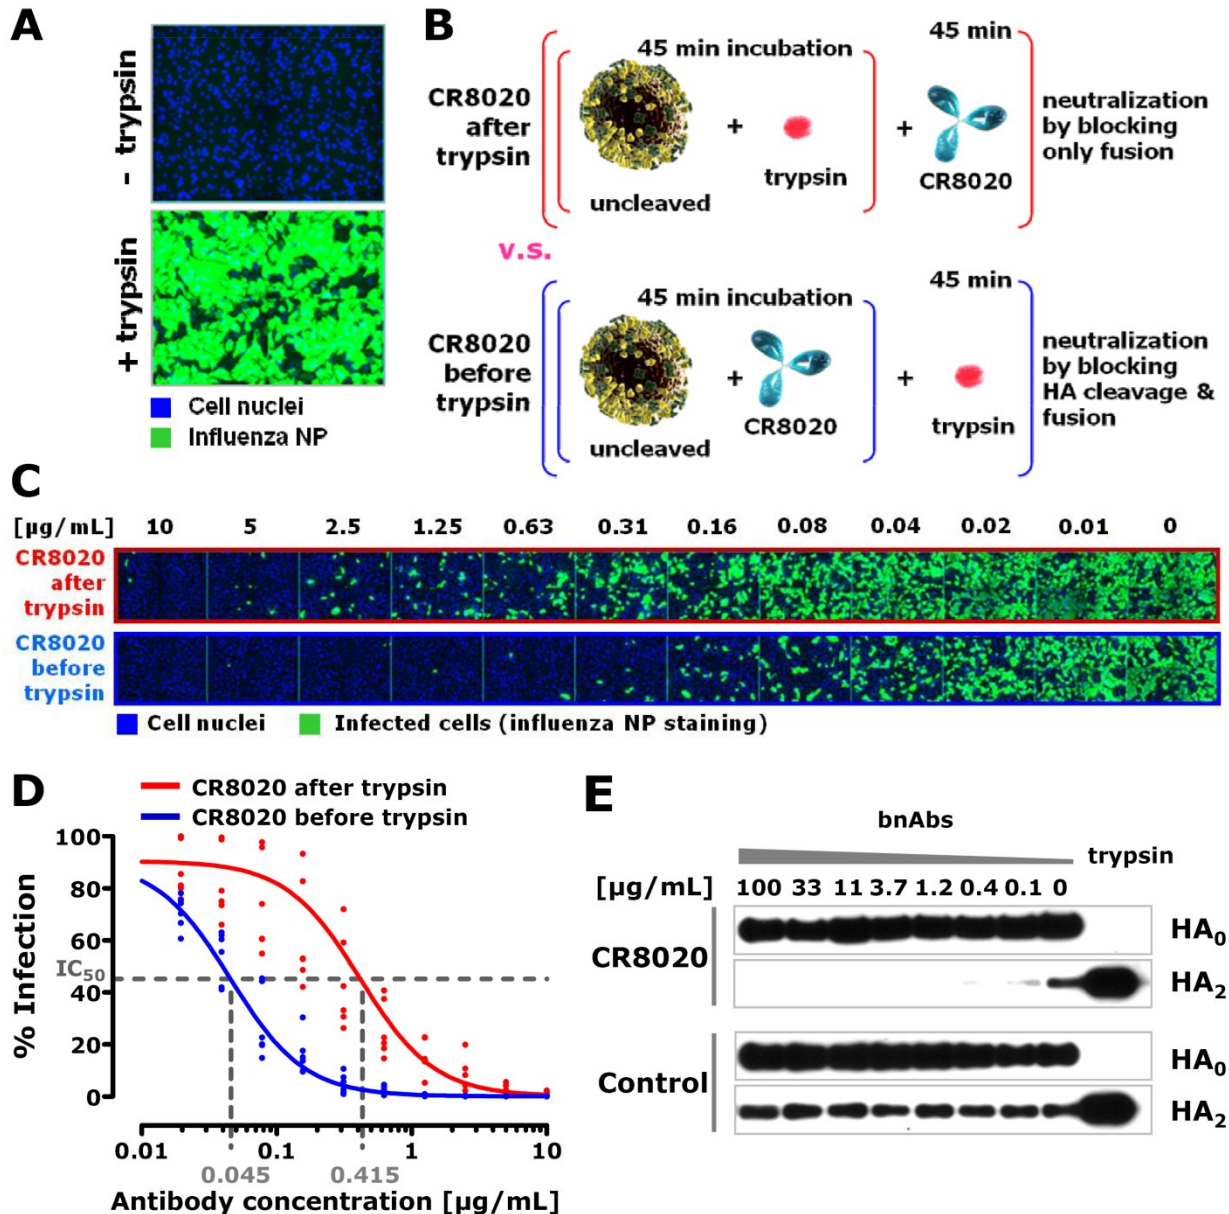 A
- trypsin
+ trypsin
Cell nuclei
Influenza NP
B
45 min incubation
45 min
CR8020
after
trypsin
+
+
trypsin
CR8020
uncleaved
neutralization
by blocking
only fusion
v.s.
45 min incubation
45 min
CR8020
before
trypsin
+
+
CR8020
trypsin
uncleaved
neutralization
by blocking
HA cleavage &
fusion
C
[µg/mL] 10 5 2.5 1.25 0.63 0.31 0.16 0.08 0.04 0.02 0.01 0
CR8020
after
trypsin
CR8020
before
trypsin
Cell nuclei Infected cells (influenza NP staining)
D
CR8020 after trypsin
CR8020 before trypsin
% Infection
100
80
60
IC50
40
20
0
0.01 0.1 1 10
0.045 0.415
Antibody concentration [µg/mL]
E
bnAbs
trypsin
[µg/mL] 100 33 11 3.7 1.2 0.4 0.1 0
CR8020
HA0
HA2
Control
HA0
HA2